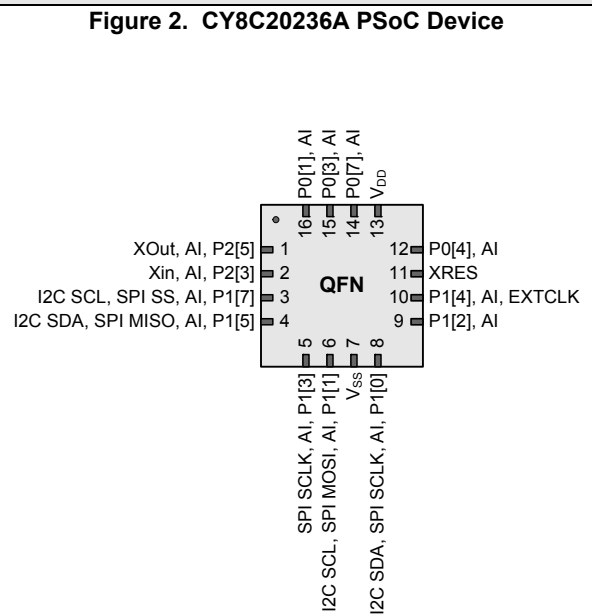 Figure 2. CY8C20236A PSoC Device
P0[1], AI
P0[3], AI
P0[7], AI
VDD
16
15
14
13
XOut, AI, P2[5]
1
12
P0[4], AI
Xin, AI, P2[3]
2
QFN
11
XRES
I2C SCL, SPI SS, AI, P1[7]
3
10
P1[4], AI, EXTCLK
I2C SDA, SPI MISO, AI, P1[5]
4
9
P1[2], AI
5
6
7
8
SPI SCLK, AI, P1[3]
I2C SCL, SPI MOSI, AI, P1[1]
VSS
I2C SDA, SPI SCLK, AI, P1[0]